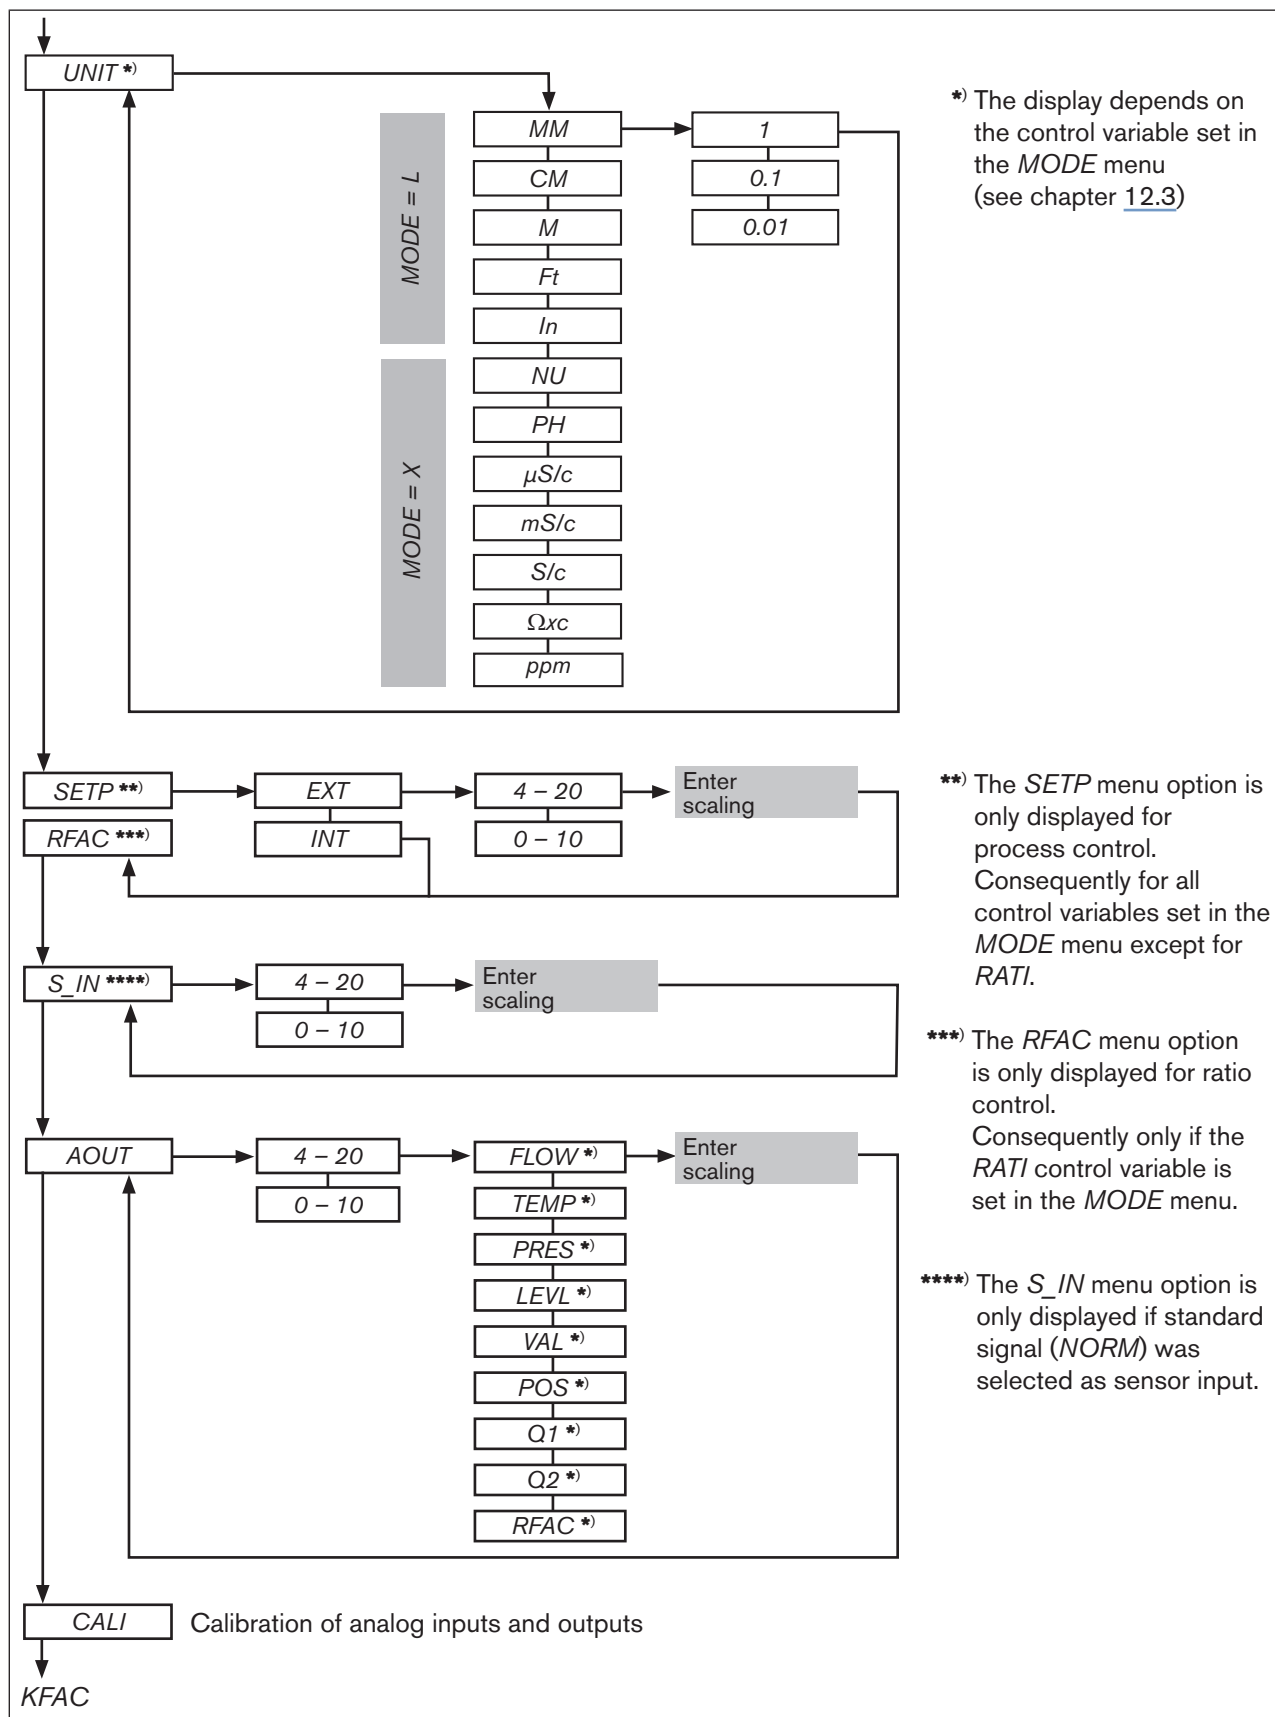 UNIT *)
*) The display depends on
the control variable set in
the MODE menu
(see chapter 12.3)
MODE = L
MM
1
CM
0.1
M
0.01
Ft
In
MODE = X
NU
PH
µS/c
mS/c
S/c
Ωxc
ppm
SETP **)
EXT
4 – 20
Enter
scaling
RFAC ***)
INT
0 – 10
**) The SETP menu option is
only displayed for
process control.
Consequently for all
control variables set in the
MODE menu except for
RATI.
S_IN ****)
4 – 20
Enter
scaling
0 – 10
***) The RFAC menu option
is only displayed for ratio
control.
Consequently only if the
RATI control variable is
set in the MODE menu.
AOUT
4 – 20
FLOW *)
Enter
scaling
0 – 10
TEMP *)
PRES *)
LEVL *)
VAL *)
POS *)
Q1 *)
Q2 *)
RFAC *)
****) The S_IN menu option is
only displayed if standard
signal (NORM) was
selected as sensor input.
CALI
Calibration of analog inputs and outputs
KFAC